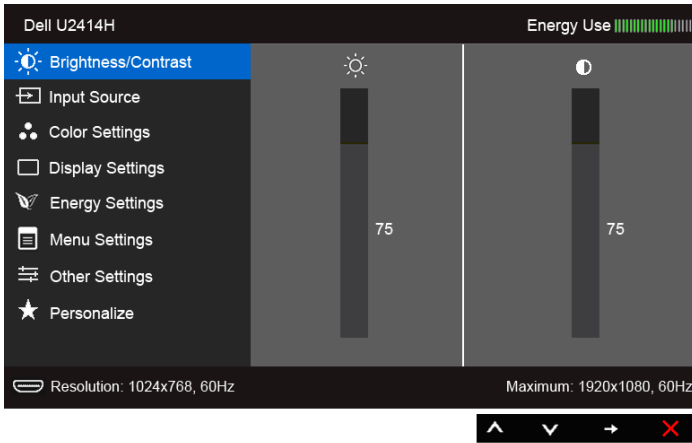 Dell U2414H Energy Use
Brightness/Contrast
Input Source
Color Settings
Display Settings
Energy Settings
Menu Settings
75 75
Other Settings
Personalize
Resolution: 1024x768, 60Hz Maximum: 1920x1080, 60Hz